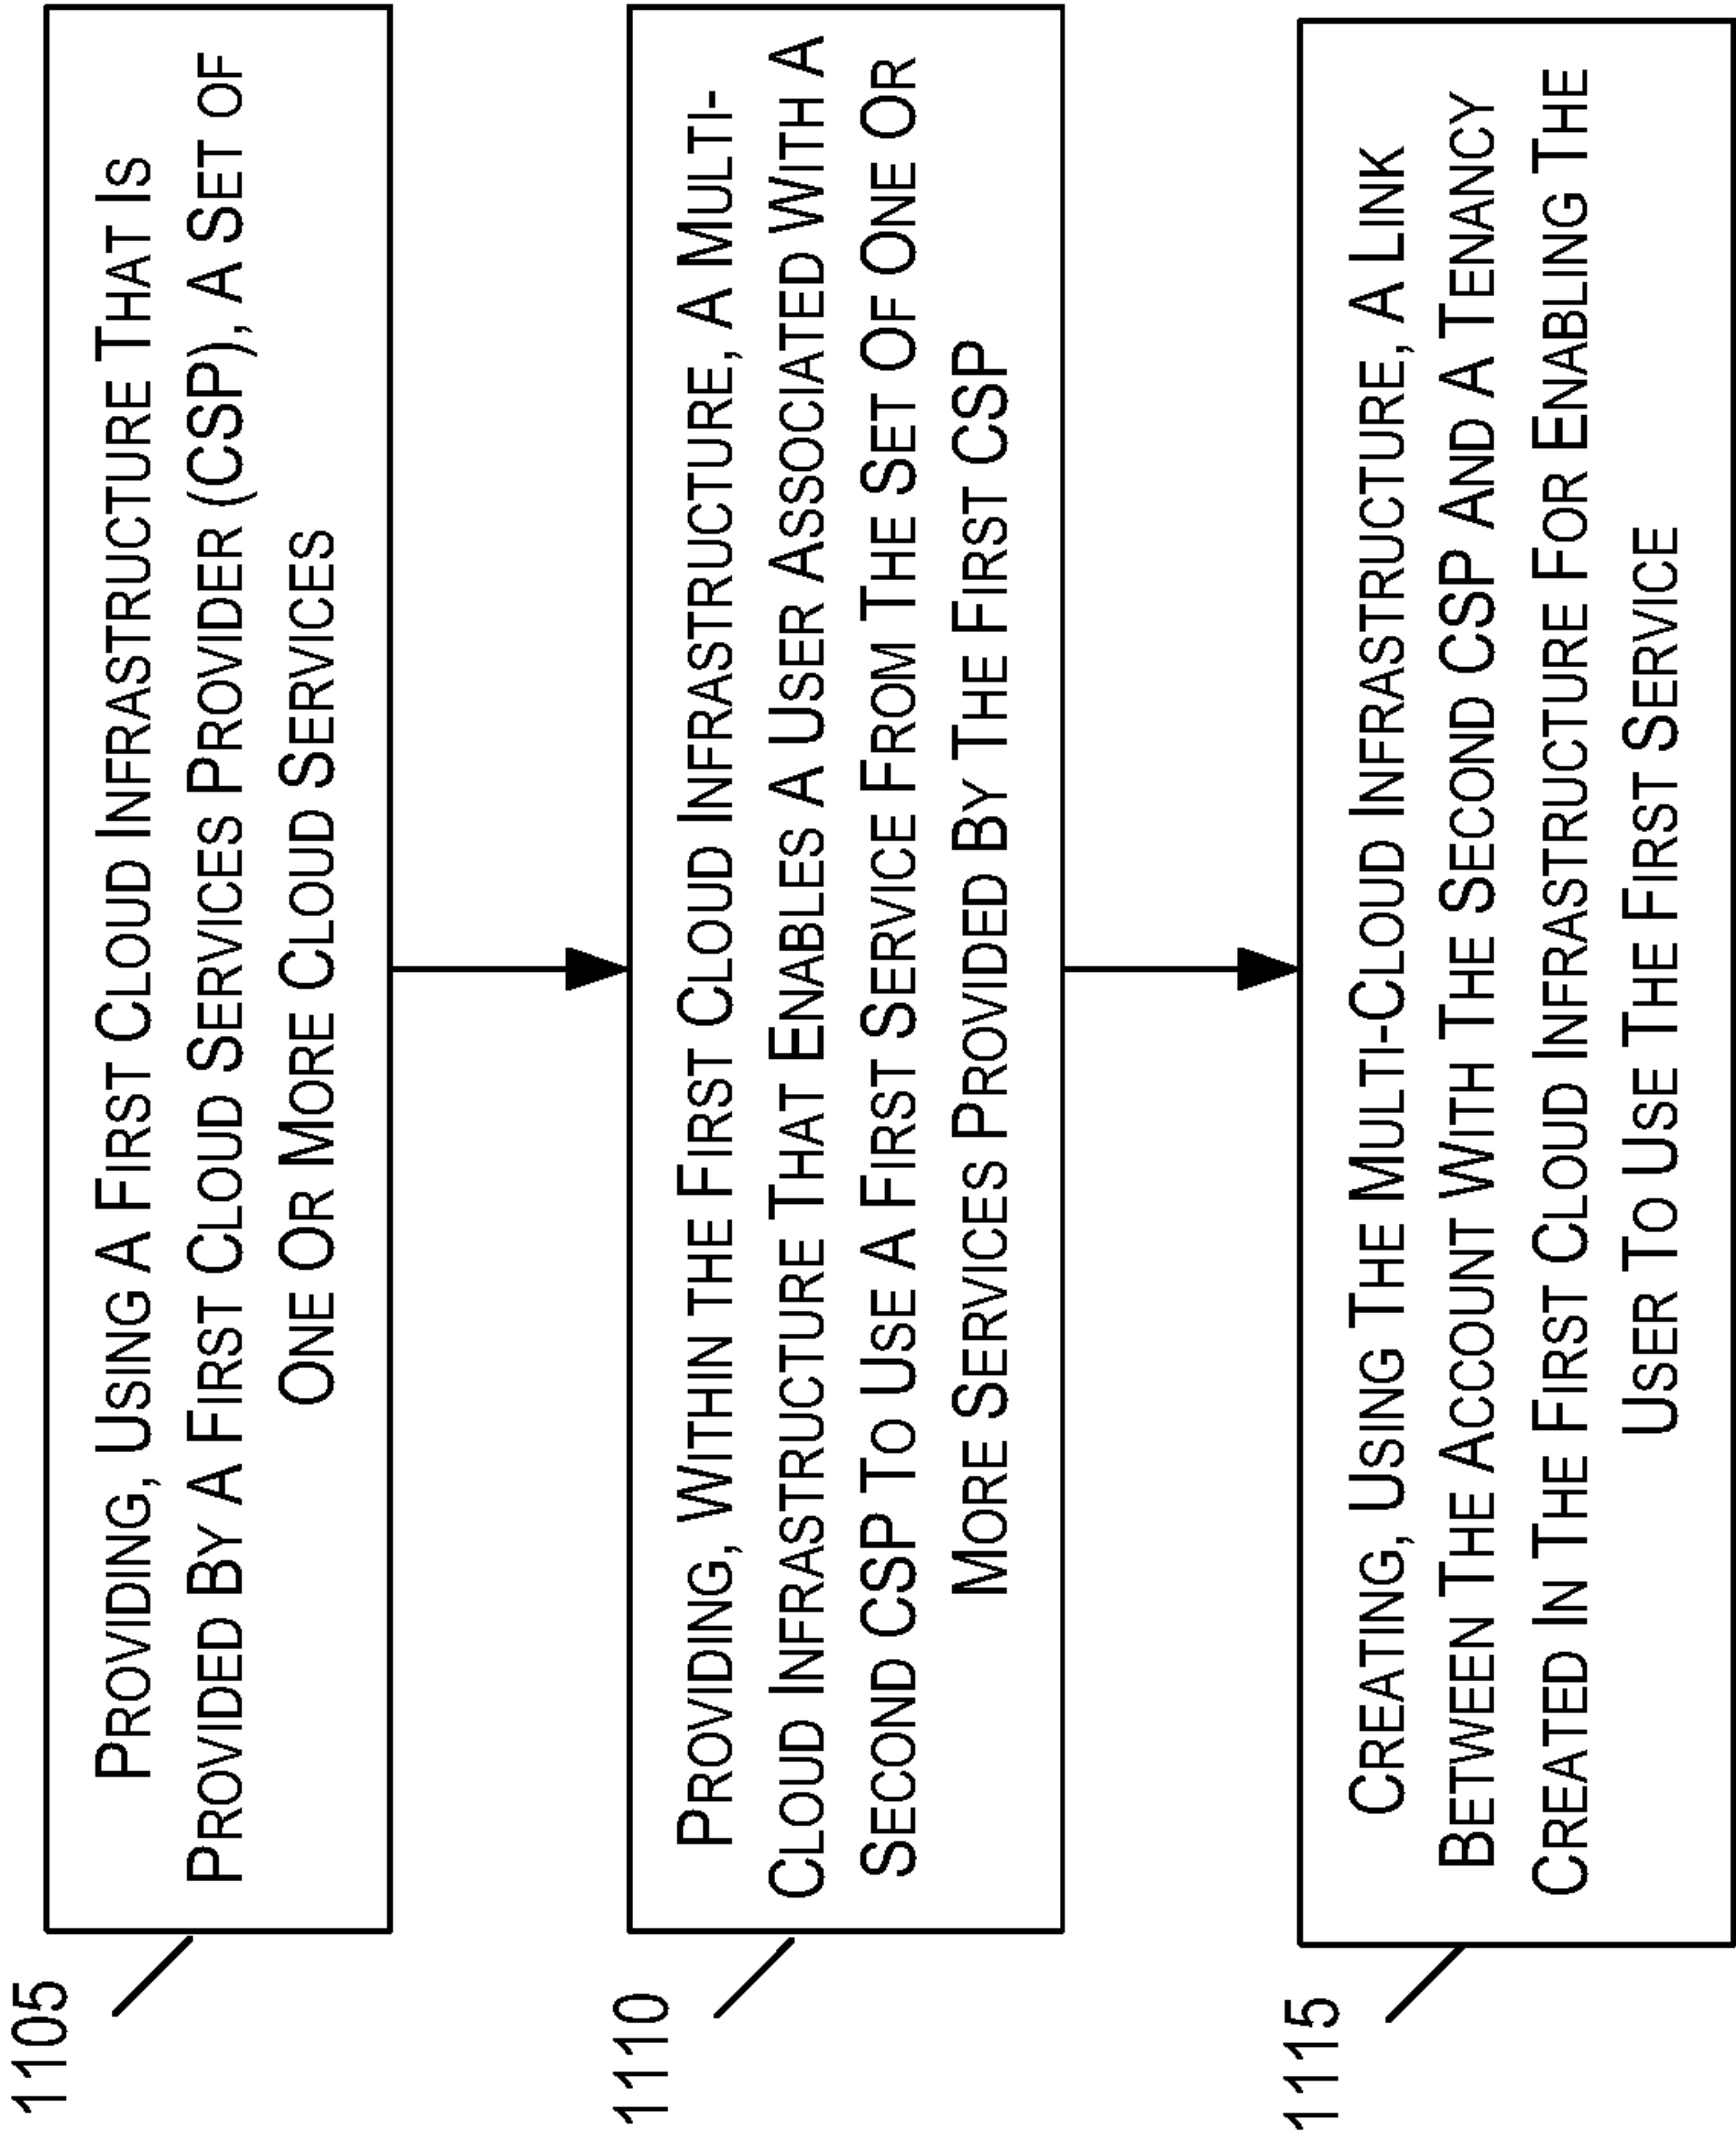 1105
PROVIDING, USING A FIRST CLOUD INFRASTRUCTURE THAT IS
PROVIDED BY A FIRST CLOUD SERVICES PROVIDER (CSP), A SET OF
ONE OR MORE CLOUD SERVICES
1110
PROVIDING, WITHIN THE FIRST CLOUD INFRASTRUCTURE, A MULTI-
CLOUD INFRASTRUCTURE THAT ENABLES A USER ASSOCIATED WITH A
SECOND CSP TO USE A FIRST SERVICE FROM THE SET OF ONE OR
MORE SERVICES PROVIDED BY THE FIRST CSP
1115
CREATING, USING THE MULTI-CLOUD INFRASTRUCTURE, A LINK
BETWEEN THE ACCOUNT WITH THE SECOND CSP AND A TENANCY
CREATED IN THE FIRST CLOUD INFRASTRUCTURE FOR ENABLING THE
USER TO USE THE FIRST SERVICE